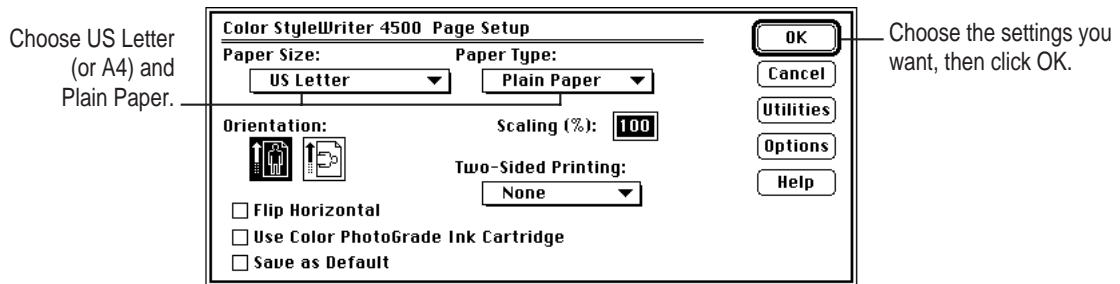 Choose US Letter
(or A4) and
Plain Paper.
Color StyleWriter 4500 Page Setup
Paper Size:
Paper Type:
US Letter
Plain Paper
Orientation:
Scaling (%): 100
Two-Sided Printing:
None
Flip Horizontal
Use Color PhotoGrade Ink Cartridge
Save as Default
OK
Cancel
Utilities
Options
Help
Choose the settings you
want, then click OK.